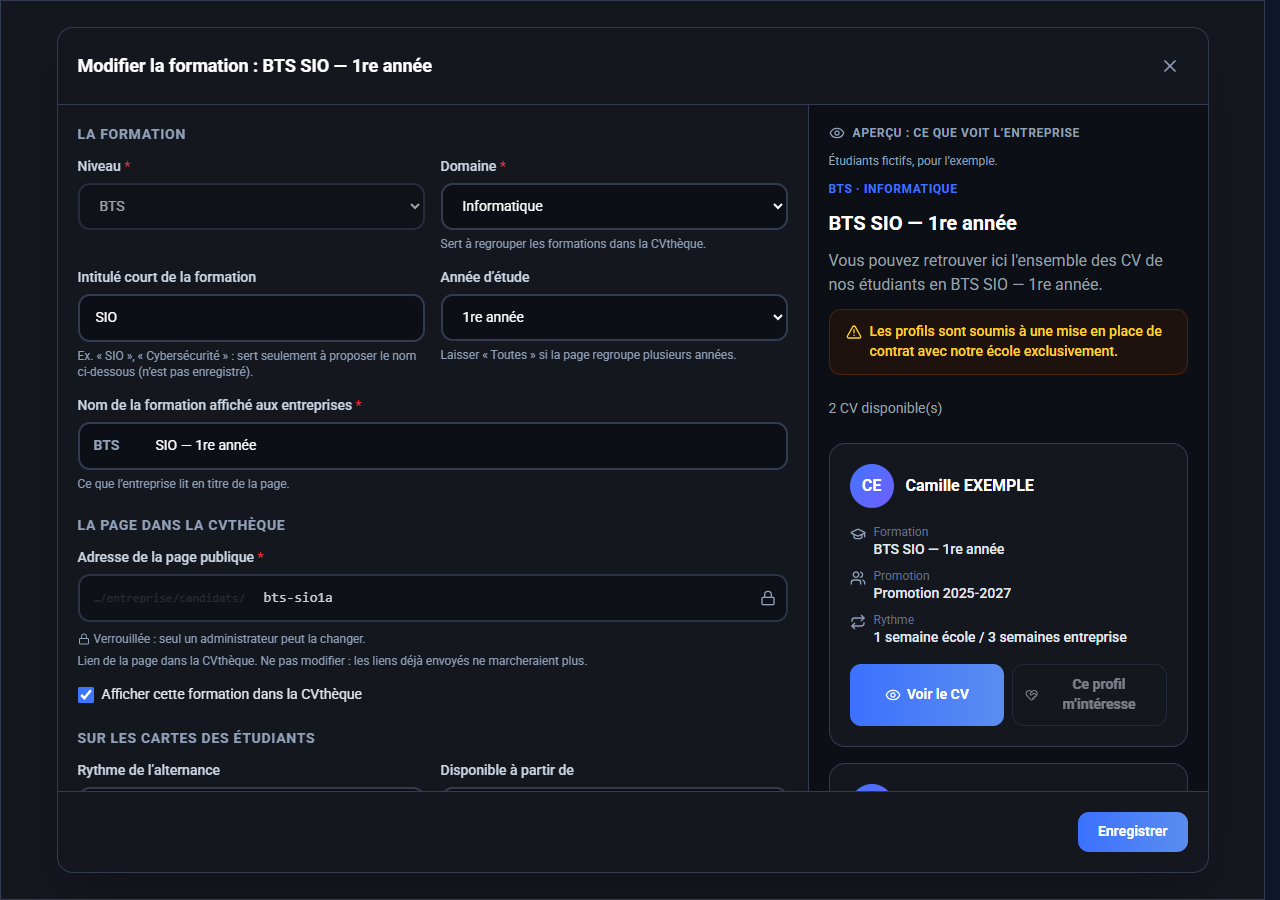 Modifier la formation : BTS SIO — 1re année
LA FORMATION
Niveau *
Domaine *
BTS
Informatique
Sert à regrouper les formations dans la CVthèque.
Intitulé court de la formation
Année d’étude
SIO
1re année
Ex. « SIO », « Cybersécurité » : sert seulement à proposer le nom
ci-dessous (n’est pas enregistré).
Laisser « Toutes » si la page regroupe plusieurs années.
Nom de la formation affiché aux entreprises *
BTS SIO — 1re année
Ce que l’entreprise lit en titre de la page.
LA PAGE DANS LA CVTHÈQUE
Adresse de la page publique *
…/entreprise/candidats/ bts-sio1a
Verrouillée : seul un administrateur peut la changer.
Lien de la page dans la CVthèque. Ne pas modifier : les liens déjà envoyés ne marcheraient plus.
Afficher cette formation dans la CVthèque
SUR LES CARTES DES ÉTUDIANTS
Rythme de l’alternance
Disponible à partir de
APERÇU : CE QUE VOIT L’ENTREPRISE
Étudiants fictifs, pour l’exemple.
BTS · INFORMATIQUE
BTS SIO — 1re année
Vous pouvez retrouver ici l'ensemble des CV de
nos étudiants en BTS SIO — 1re année.
Les profils sont soumis à une mise en place de
contrat avec notre école exclusivement.
2 CV disponible(s)
CE
Camille EXEMPLE
Formation
BTS SIO — 1re année
Promotion
Promotion 2025-2027
Rythme
1 semaine école / 3 semaines entreprise
Voir le CV
Ce profil
m’intéresse
Enregistrer